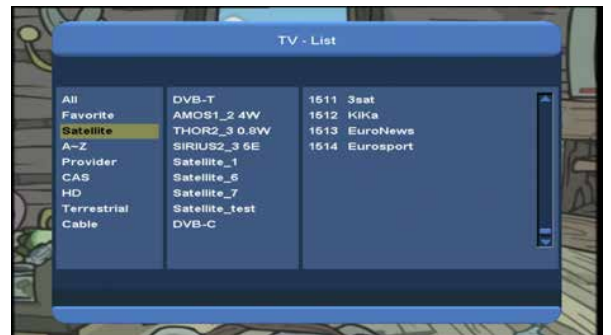 TV - List
All
Favorite
Satellite
A~Z
Provider
CAS
HD
Terrestrial
Cable
DVB-T
AMOS1_2 4W
THOR2_3 0.8W
SIRIUS2_3 5E
Satellite_1
Satellite_6
Satellite_7
Satellite_test
DVB-C
1511 3sat
1512 KiKa
1513 EuroNews
1514 Eurosport